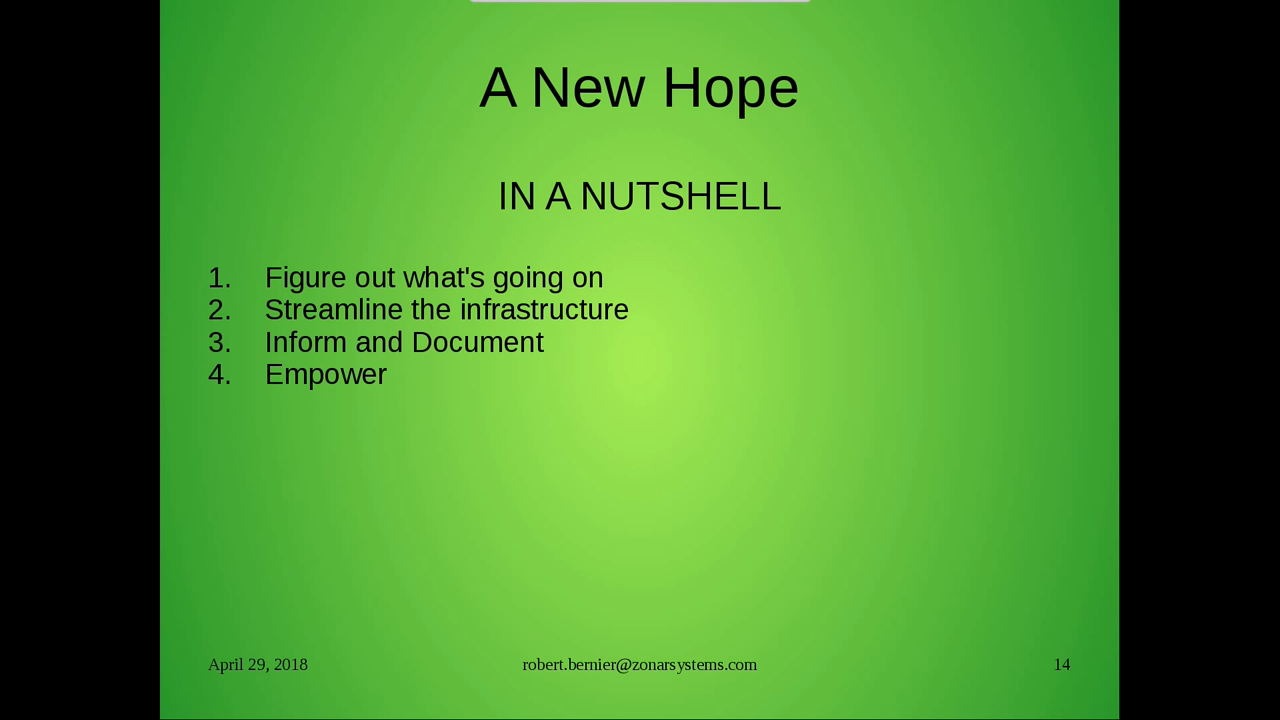 A New Hope
IN A NUTSHELL
1. Figure out what's going on
2. Streamline the infrastructure
3. Inform and Document
4. Empower
April 29, 2018 robert.bernier@zonarsystems.com 14